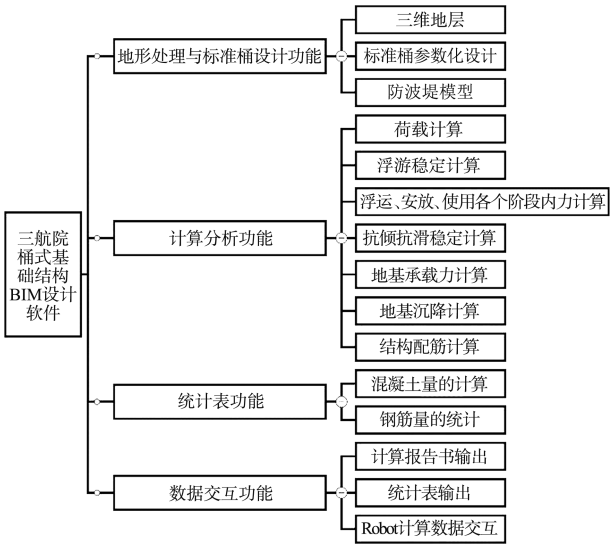 三航院
桶式基
础结构
BIM设计
软件
地形处理与标准桶设计功能
三维地层
标准桶参数化设计
防波堤模型
计算分析功能
荷载计算
浮游稳定计算
浮运、安放、使用各个阶段内力计算
抗倾抗滑稳定计算
地基承载力计算
地基沉降计算
结构配筋计算
统计表功能
混凝土量的计算
钢筋量的统计
数据交互功能
计算报告书输出
统计表输出
Robot计算数据交互